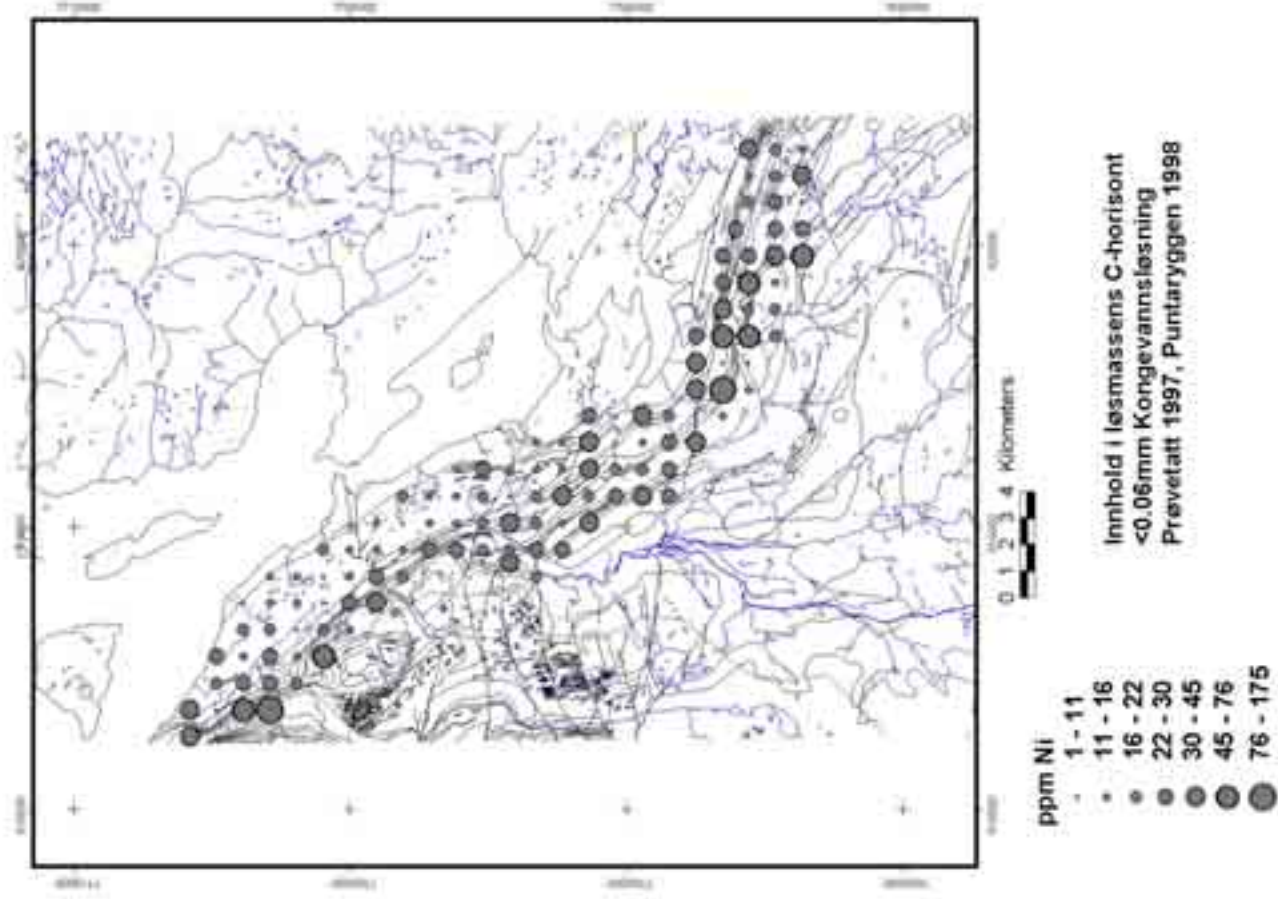 0 1 2 3 4 Kilometers
ppm Ni
1 - 11
11 - 16
16 - 22
22 - 30
30 - 45
45 - 76
76 - 175
Innhold i løsmassens C-horisont
<0.06mm Kongevannsløsning
Prøvetatt 1997, Puntaryggen 1998